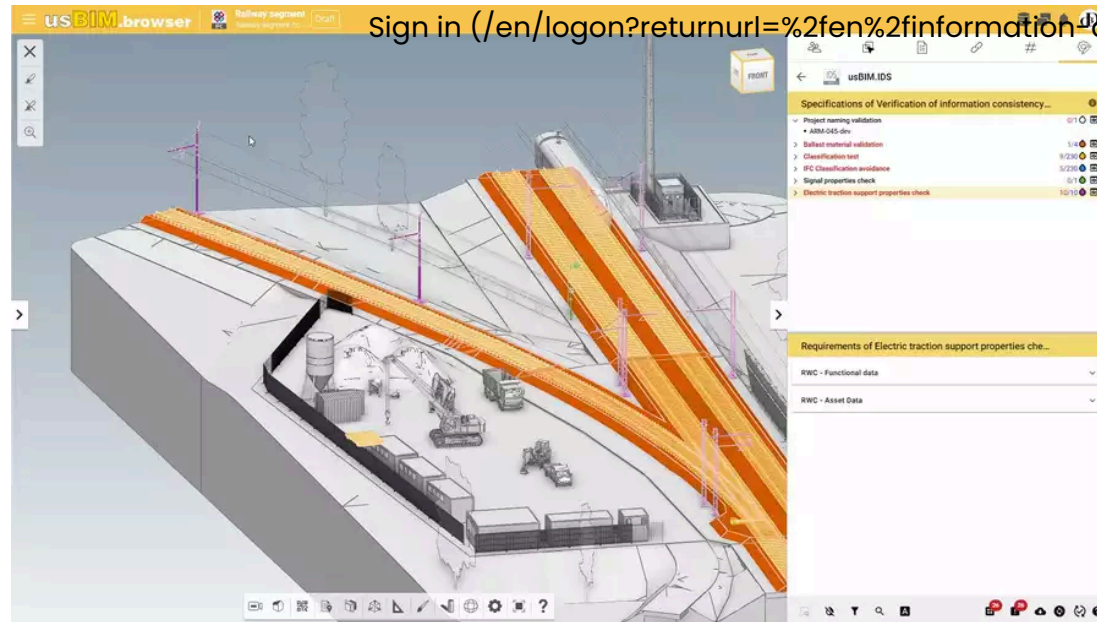 usBIM.browser
Railway segment
Draft
Sign in (/en/logon?returnurl=%2fen%2finformation-
FRONT
usBIM.IDS
Specifications of Verification of information consistency...
Project naming validation 0/1
• ARM-045-dev
Ballast material validation 5/4
Classification test 9/230
IFC Classification avoidance 5/230
Signal properties check 0/1
Electric traction support properties check 10/10
Requirements of Electric traction support properties che...
RWC - Functional data
RWC - Asset Data